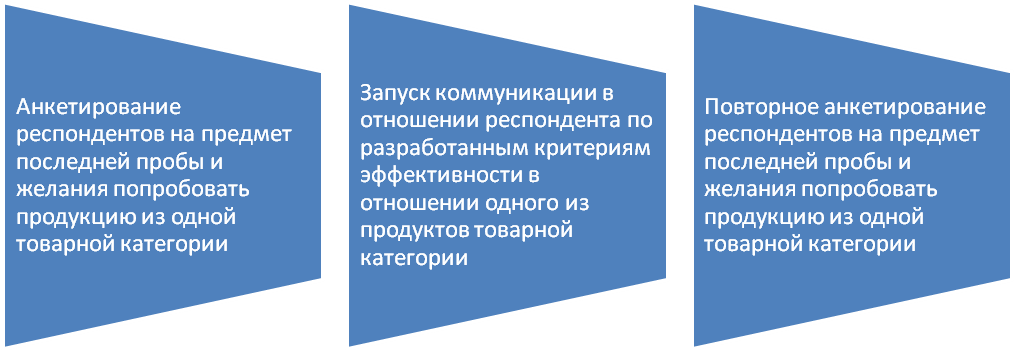 Анкетирование
респондентов на предмет
последней пробы и
желания попробовать
продукцию из одной
товарной категории
Запуск коммуникации в
отношении респондента по
разработанным критериям
эффективности в
отношении одного из
продуктов товарной
категории
Повторное анкетирование
респондентов на предмет
последней пробы и
желания попробовать
продукцию из одной
товарной категории